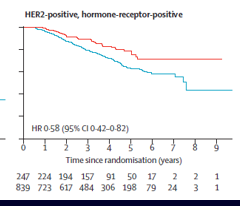 HER2-positive, hormone-receptor-positive
HR 0·58 (95% CI 0·42–0·82)
0 1 2 3 4 5 6 7 8 9
Time since randomisation (years)
247 224 194 157 91 50 17 2 2 1
839 723 617 484 306 198 79 24 3 1